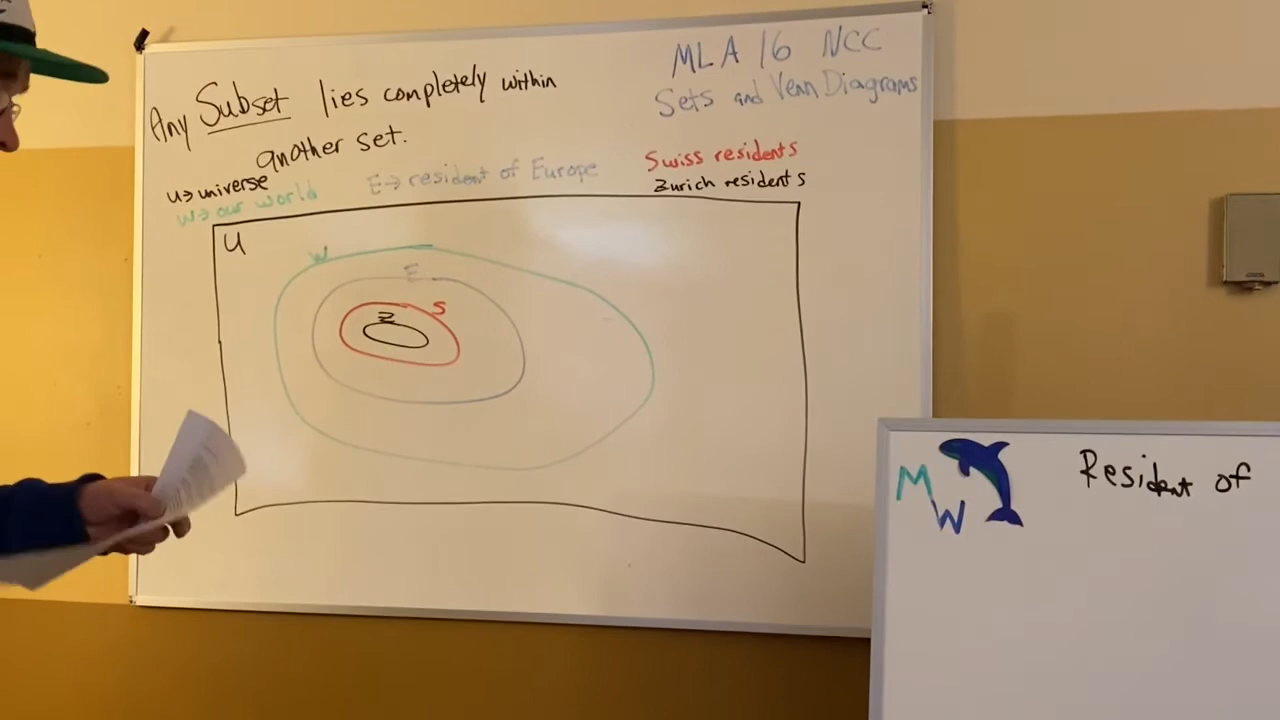 MLA 16 NCC
Sets and Venn Diagrams
Any Subset lies completely within
another set.
u→universe
W→our world
E→resident of Europe
Swiss residents
Zurich residents
U
W
E
S
Z
M
W
Resident of